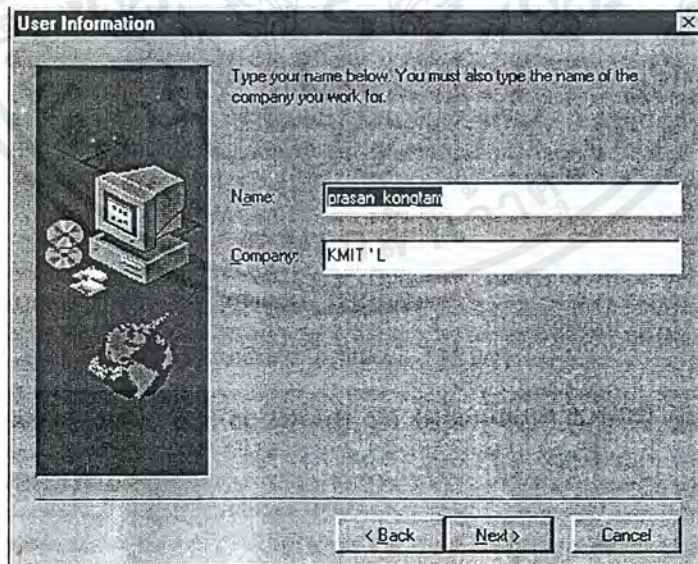 User Information
Type your name below. You must also type the name of the
company you work for.
Name: prasan kongtam
Company: KMIT 'L
< Back Next > Cancel